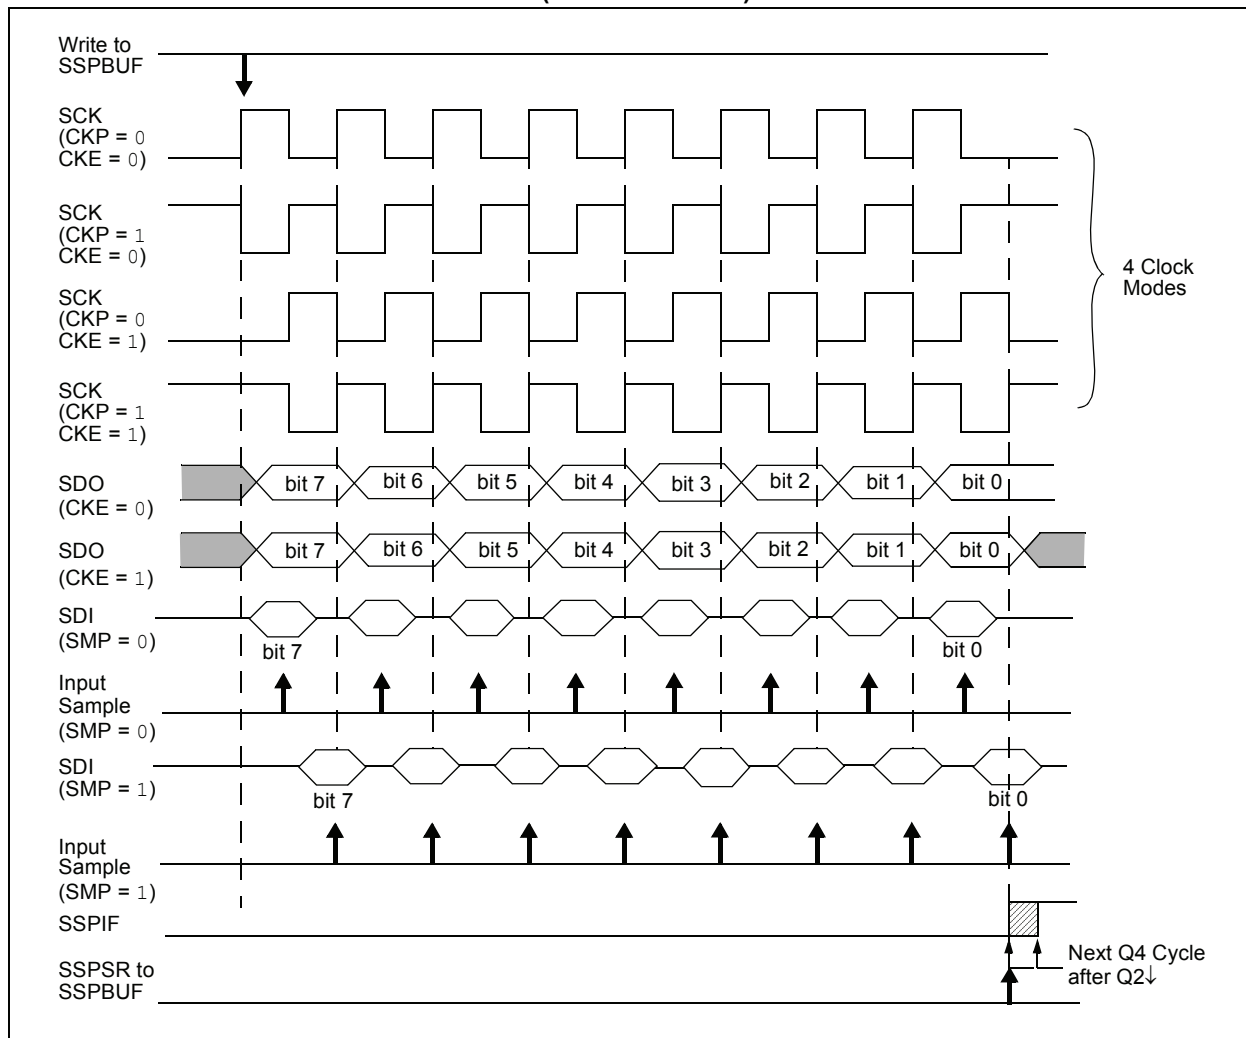 Write to
SSPBUF
SCK
(CKP = 0
CKE = 0)
SCK
(CKP = 1
CKE = 0)
4 Clock
Modes
SCK
(CKP = 0
CKE = 1)
SCK
(CKP = 1
CKE = 1)
SDO
(CKE = 0)
bit 7 bit 6 bit 5 bit 4 bit 3 bit 2 bit 1 bit 0
SDO
(CKE = 1)
bit 7 bit 6 bit 5 bit 4 bit 3 bit 2 bit 1 bit 0
SDI
(SMP = 0)
bit 7 bit 0
Input
Sample
(SMP = 0)
SDI
(SMP = 1)
bit 7 bit 0
Input
Sample
(SMP = 1)
SSPIF
Next Q4 Cycle
after Q2↓
SSPSR to
SSPBUF